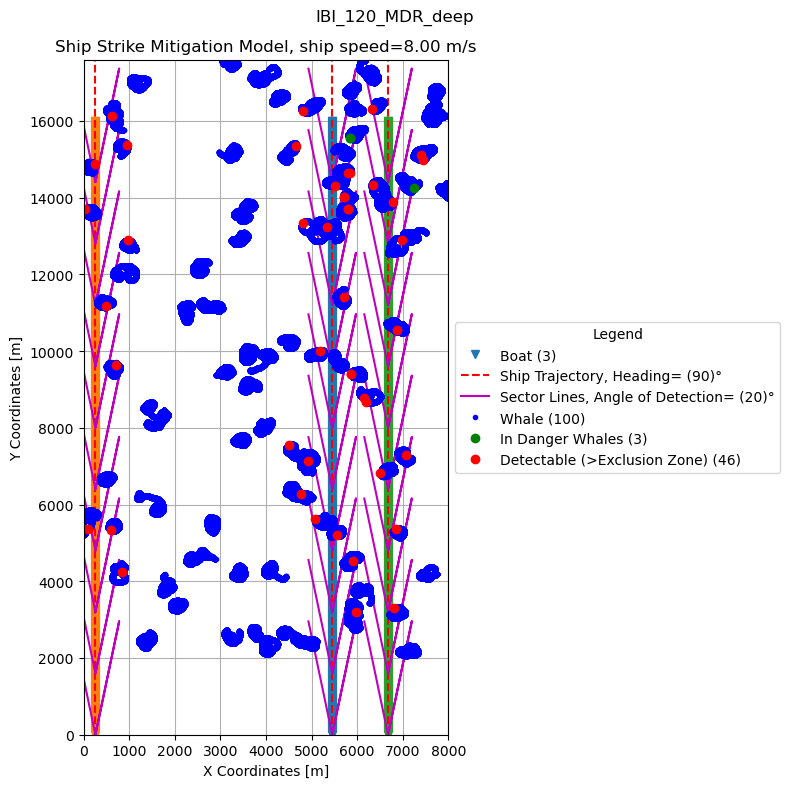 IBI_120_MDR_deep
Ship Strike Mitigation Model, ship speed=8.00 m/s
Y Coordinates [m]
16000
14000
12000
10000
8000
6000
4000
2000
0
0 1000 2000 3000 4000 5000 6000 7000 8000
X Coordinates [m]
Legend
Boat (3)
Ship Trajectory, Heading= (90)°
Sector Lines, Angle of Detection= (20)°
Whale (100)
In Danger Whales (3)
Detectable (>Exclusion Zone) (46)